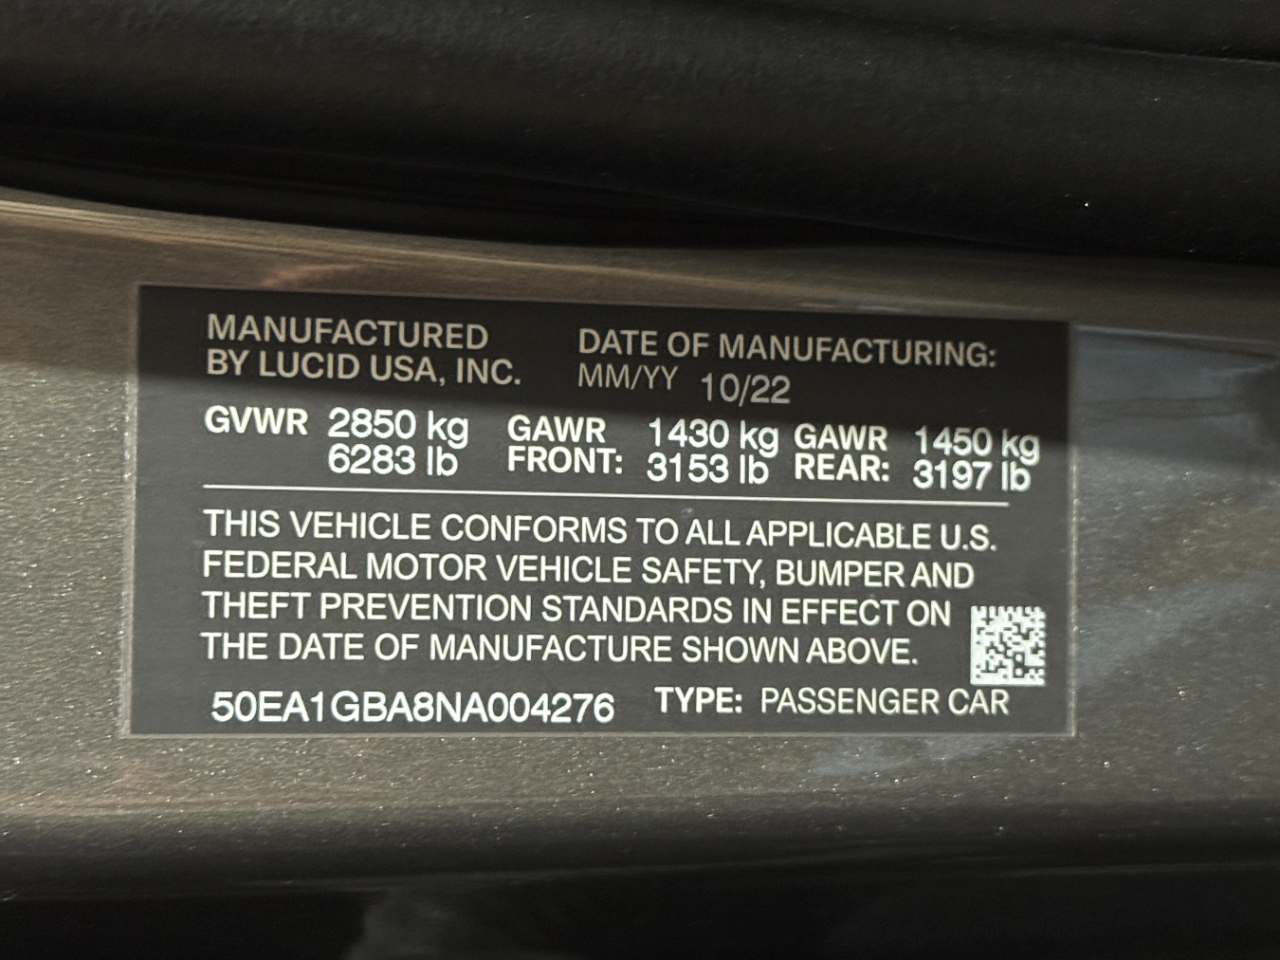 MANUFACTURED
BY LUCID USA, INC.
DATE OF MANUFACTURING:
MM/YY 10/22
GVWR 2850 kg
6283 lb
GAWR FRONT: 1430 kg
3153 lb
GAWR REAR: 1450 kg
3197 lb
THIS VEHICLE CONFORMS TO ALL APPLICABLE U.S.
FEDERAL MOTOR VEHICLE SAFETY, BUMPER AND
THEFT PREVENTION STANDARDS IN EFFECT ON
THE DATE OF MANUFACTURE SHOWN ABOVE.
50EA1GBA8NA004276 TYPE: PASSENGER CAR